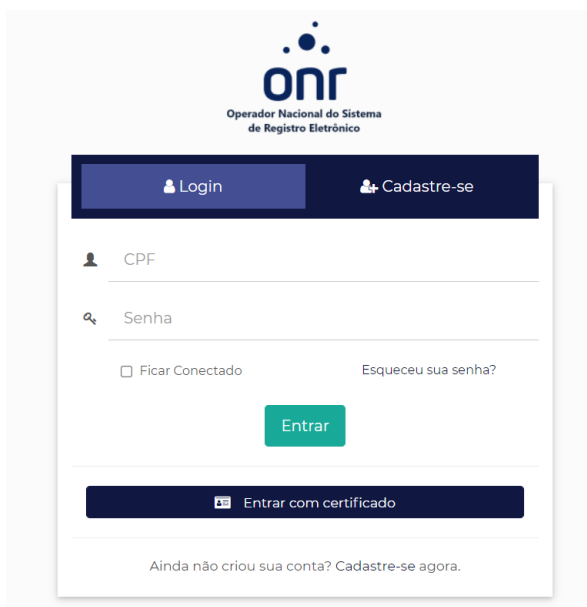 onr
Operador Nacional do Sistema
de Registro Eletrônico
Login
Cadastre-se
CPF
Senha
Ficar Conectado
Esqueceu sua senha?
Entrar
Entrar com certificado
Ainda não criou sua conta? Cadastre-se agora.